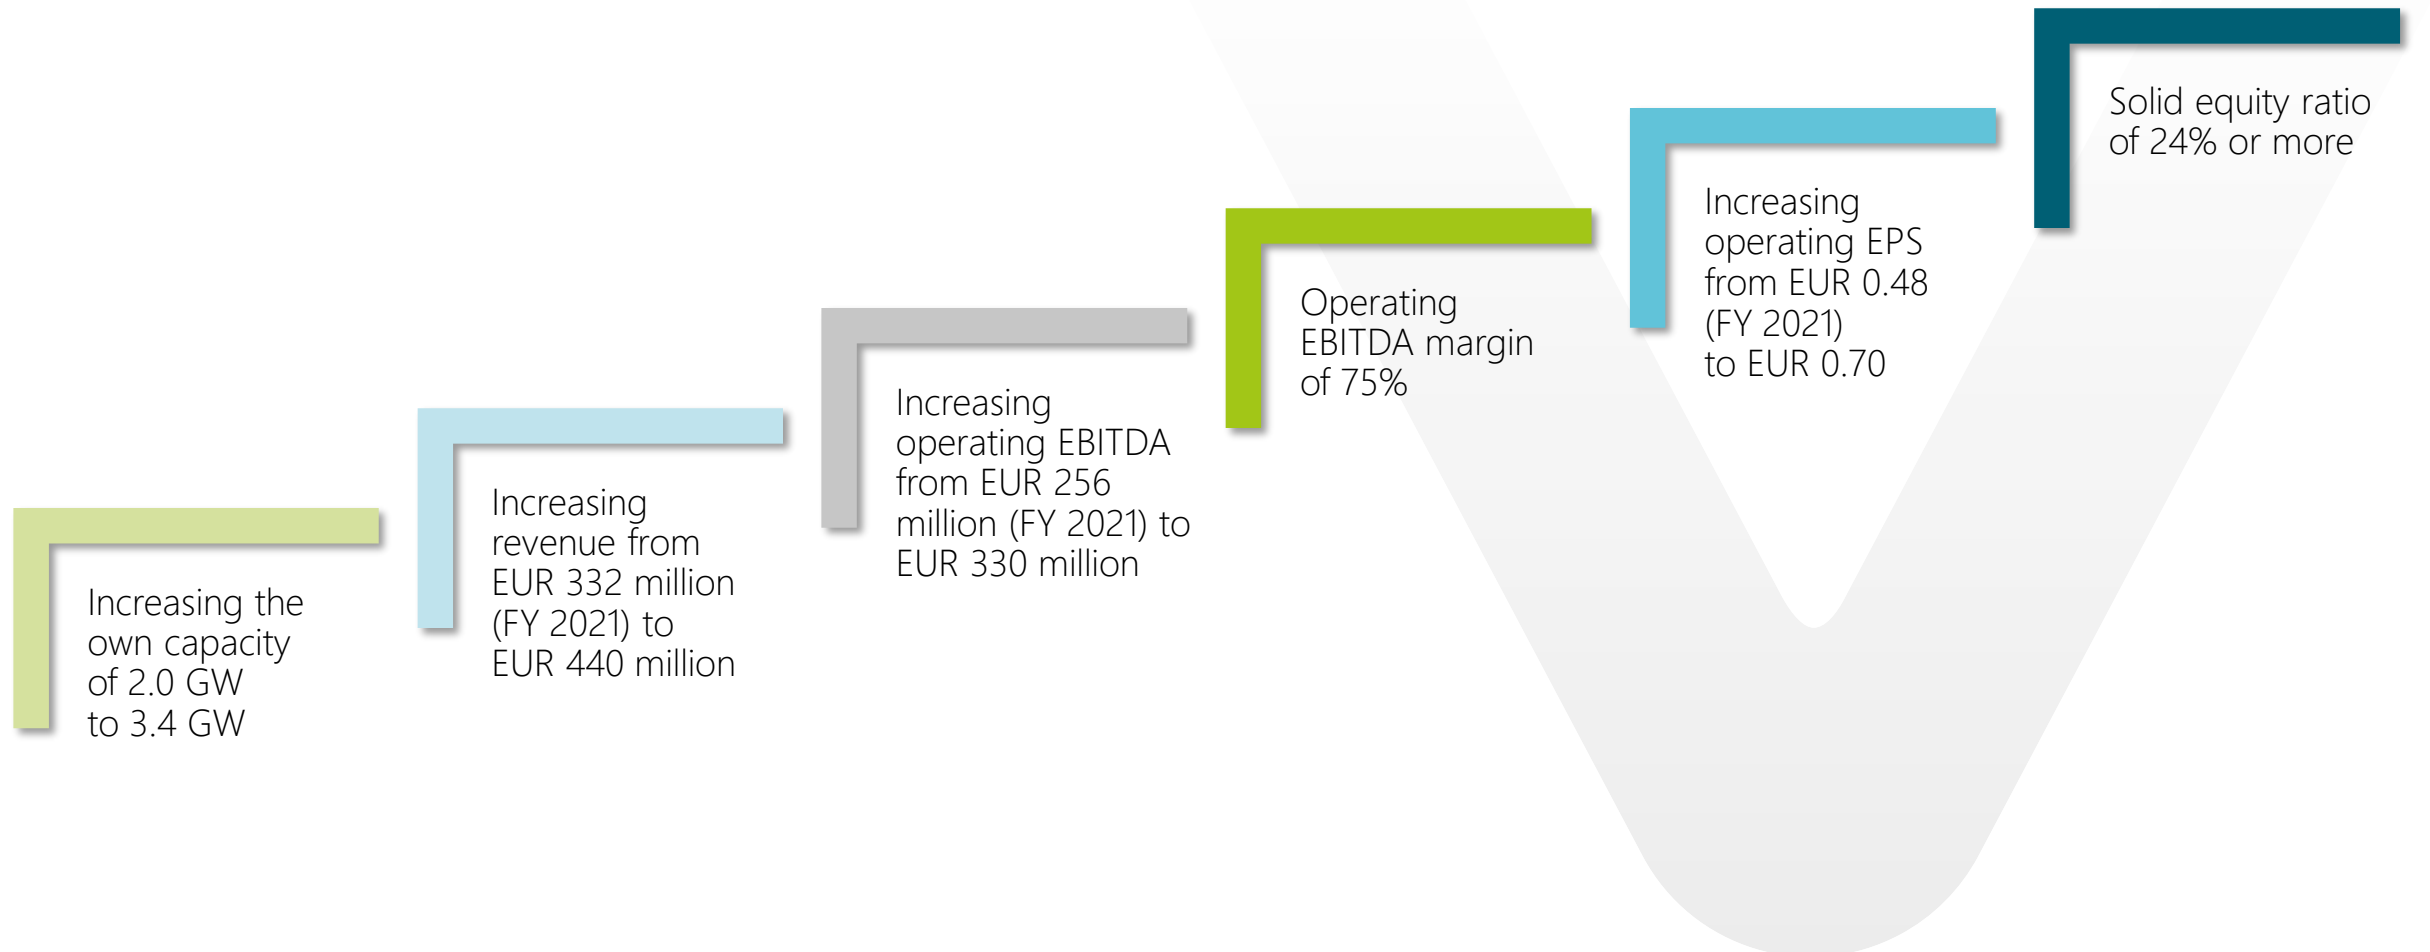 Increasing the
own capacity
of 2.0 GW
to 3.4 GW
Increasing
revenue from
EUR 332 million
(FY 2021) to
EUR 440 million
Increasing
operating EBITDA
from EUR 256
million (FY 2021) to
EUR 330 million
Operating
EBITDA margin
of 75%
Increasing
operating EPS
from EUR 0.48
(FY 2021)
to EUR 0.70
Solid equity ratio
of 24% or more